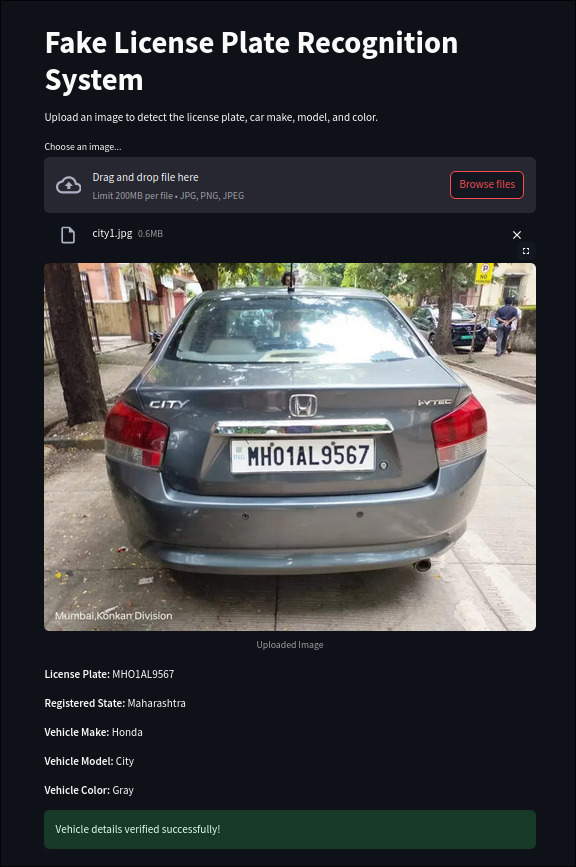 Fake License Plate Recognition
System
Upload an image to detect the license plate, car make, model, and color.
Choose an image...
Drag and drop file here
Limit 200MB per file • JPG, PNG, JPEG
Browse files
city1.jpg 0.6MB
P
NO
CITY
i-VTEC
MH01AL9567
Mumbai,Konkan Division
Uploaded Image
License Plate: MHO1AL9567
Registered State: Maharashtra
Vehicle Make: Honda
Vehicle Model: City
Vehicle Color: Gray
Vehicle details verified successfully!